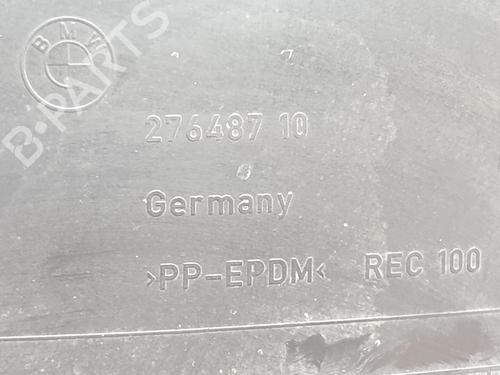 BMW
B-PARTS
276487 10
Germany
>PP-EPDM< REC 100